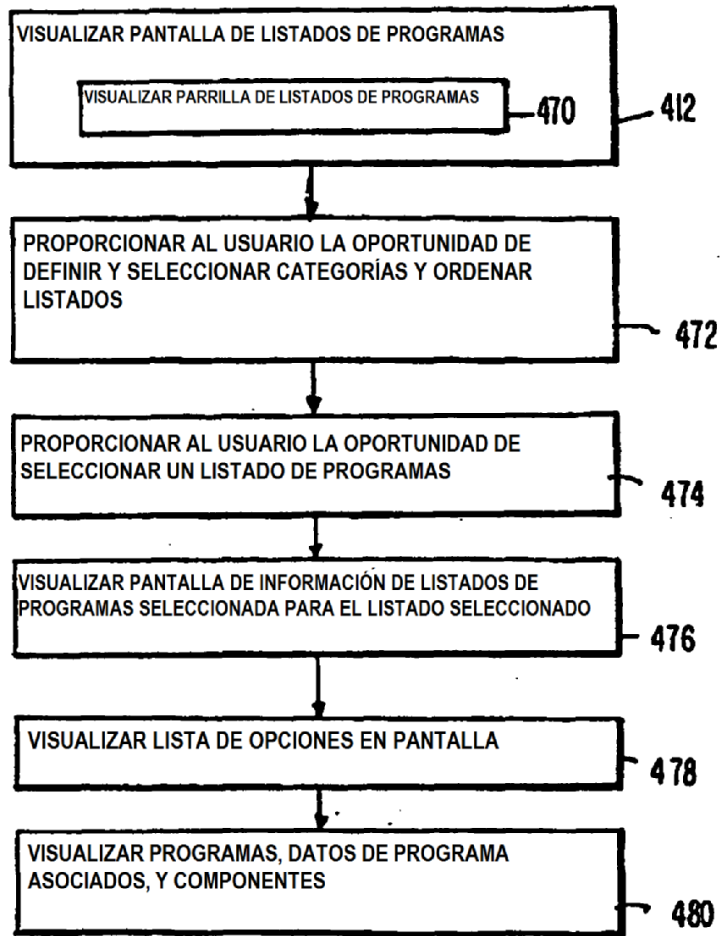 VISUALIZAR PANTALLA DE LISTADOS DE PROGRAMAS
VISUALIZAR PARRILLA DE LISTADOS DE PROGRAMAS
470
412
PROPORCIONAR AL USUARIO LA OPORTUNIDAD DE
DEFINIR Y SELECCIONAR CATEGORÍAS Y ORDENAR
LISTADOS
472
PROPORCIONAR AL USUARIO LA OPORTUNIDAD DE
SELECCIONAR UN LISTADO DE PROGRAMAS
474
VISUALIZAR PANTALLA DE INFORMACIÓN DE LISTADOS DE
PROGRAMAS SELECCIONADA PARA EL LISTADO SELECCIONADO
476
VISUALIZAR LISTA DE OPCIONES EN PANTALLA
478
VISUALIZAR PROGRAMAS, DATOS DE PROGRAMA
ASOCIADOS, Y COMPONENTES
480